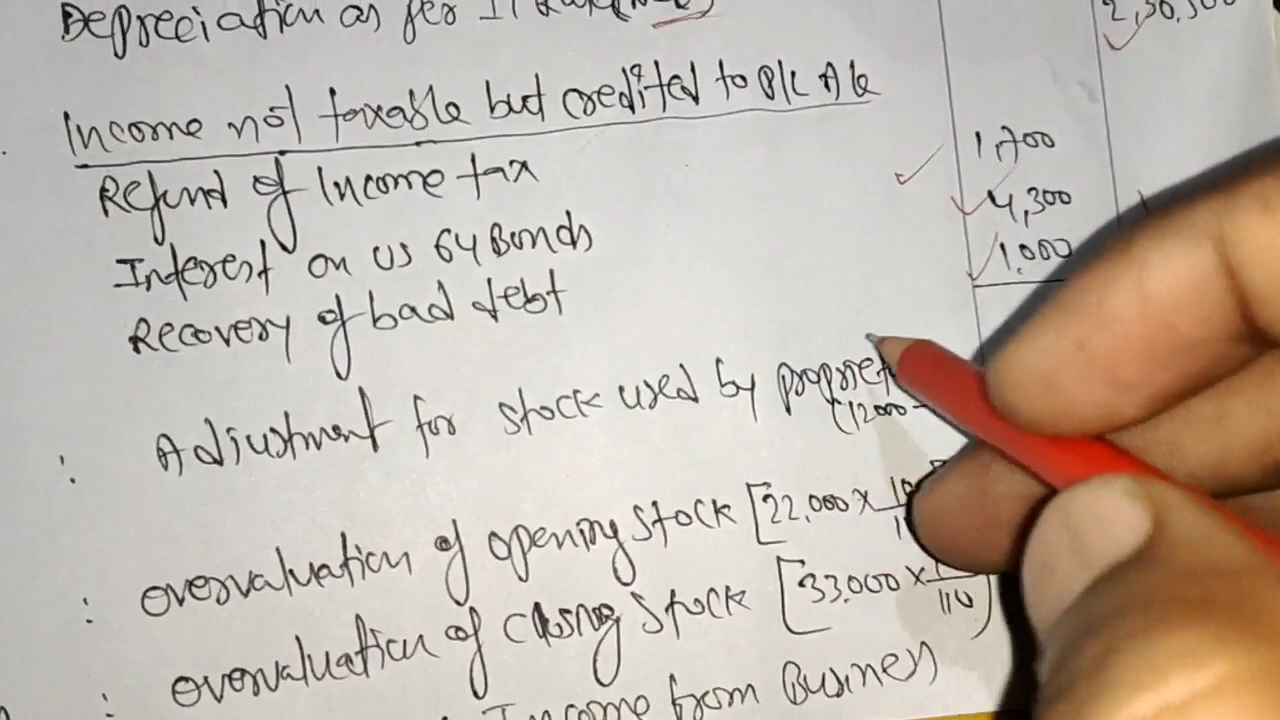 Depreciation as per IT
Income not taxable but credited to P/L A/c
Refund of Income tax 1,700
Interest on US 64 Bonds 4,300
Recovery of bad debt 1,000
: Adjustment for stock used by propriet
(12000-
: overvaluation of opening stock [22,000 ×
: overvaluation of closing stock [33,000 × 110]
Income from Business